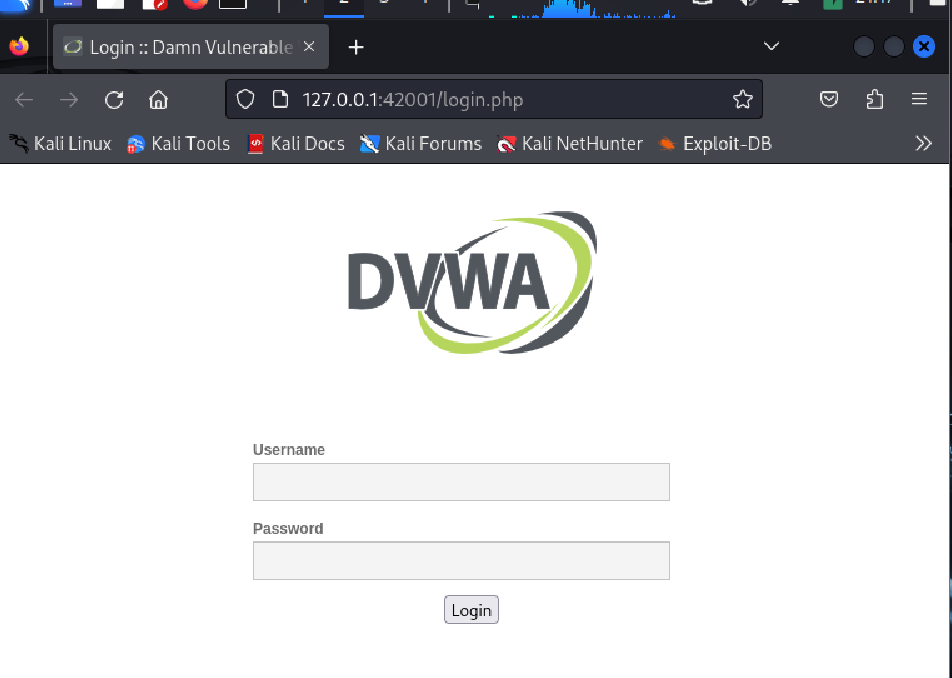 Login :: Damn Vulnerable
127.0.0.1:42001/login.php
Kali Linux Kali Tools Kali Docs Kali Forums Kali NetHunter Exploit-DB
DVWA
Username
Password
Login